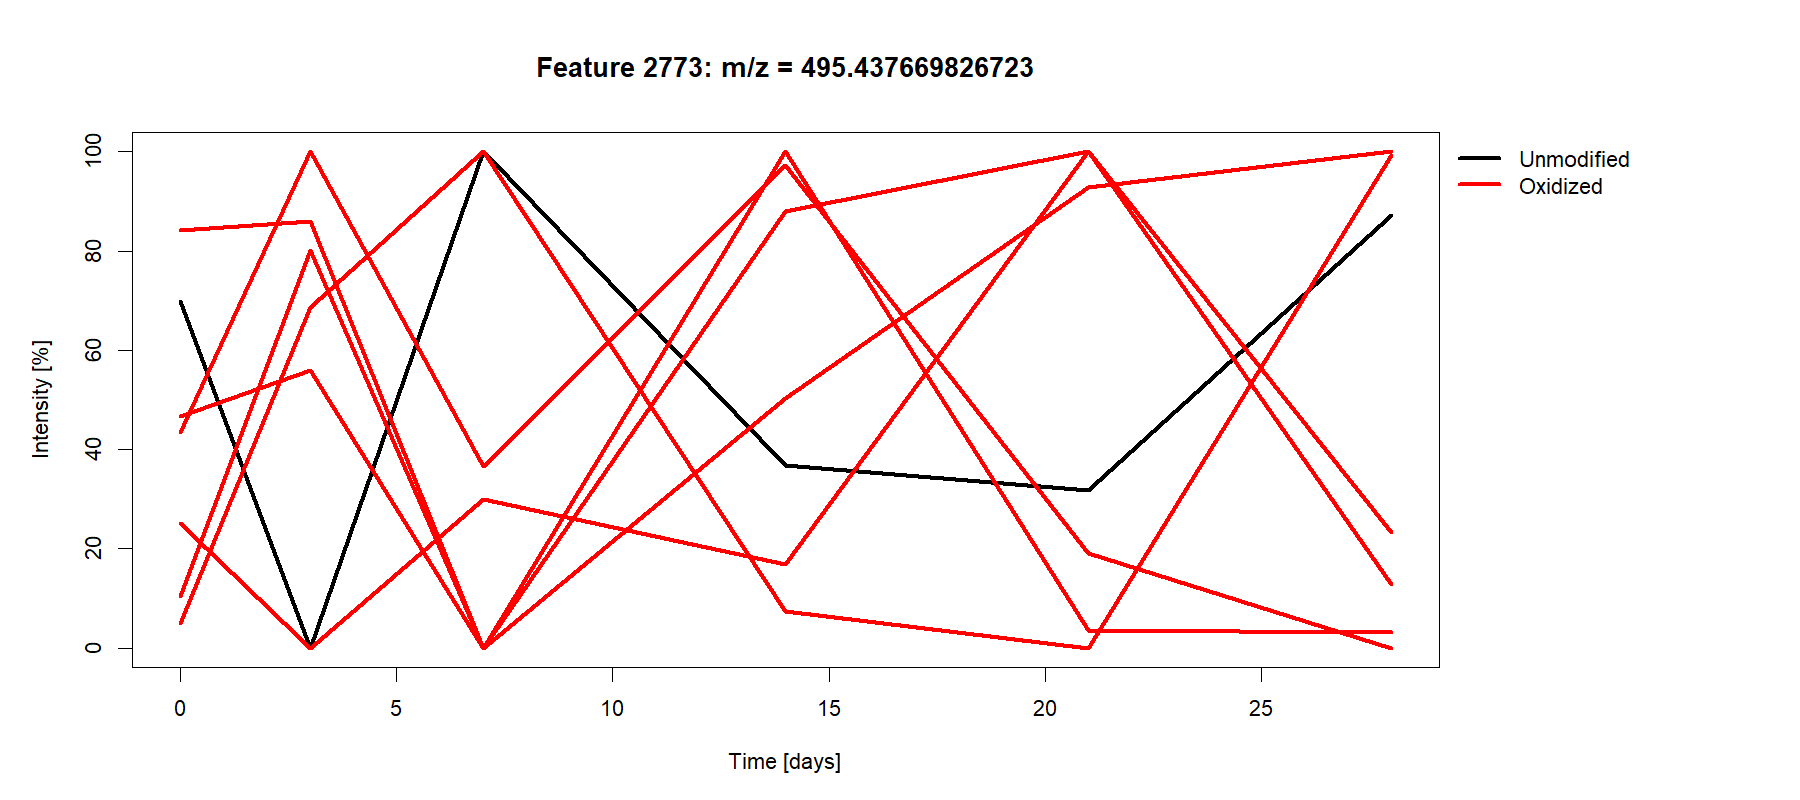 Feature 2773: m/z = 495.437669826723
Unmodified
Oxidized
Intensity [%]
100
80
60
40
20
0
0 5 10 15 20 25
Time [days]